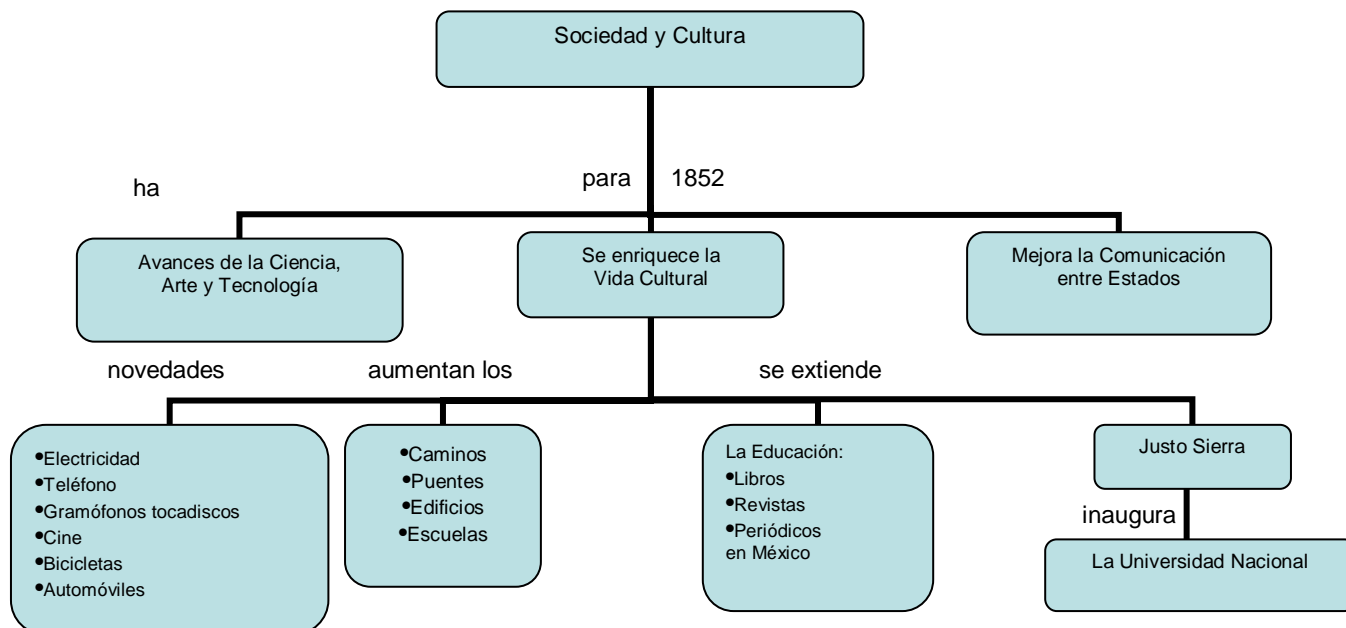 Sociedad y Cultura
ha
para 1852
Avances de la Ciencia,
Arte y Tecnología
Se enriquece la
Vida Cultural
Mejora la Comunicación
entre Estados
novedades
aumentan los
se extiende
•Electricidad
•Teléfono
•Gramófonos tocadiscos
•Cine
•Bicicletas
•Automóviles
•Caminos
•Puentes
•Edificios
•Escuelas
La Educación:
•Libros
•Revistas
•Periódicos
en México
Justo Sierra
inaugura
La Universidad Nacional